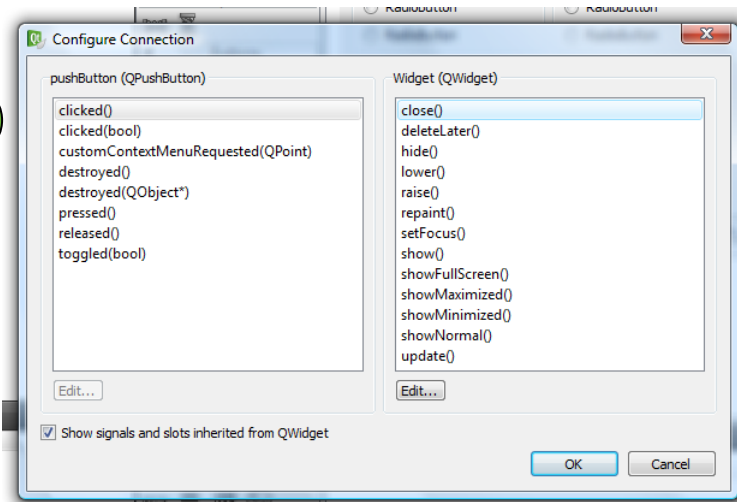 RadioButton
RadioButton
Configure Connection
pushButton (QPushButton)
clicked()
clicked(bool)
customContextMenuRequested(QPoint)
destroyed()
destroyed(QObject*)
pressed()
released()
toggled(bool)
Edit...
Widget (QWidget)
close()
deleteLater()
hide()
lower()
raise()
repaint()
setFocus()
show()
showFullScreen()
showMaximized()
showMinimized()
showNormal()
update()
Edit...
Show signals and slots inherited from QWidget
OK
Cancel